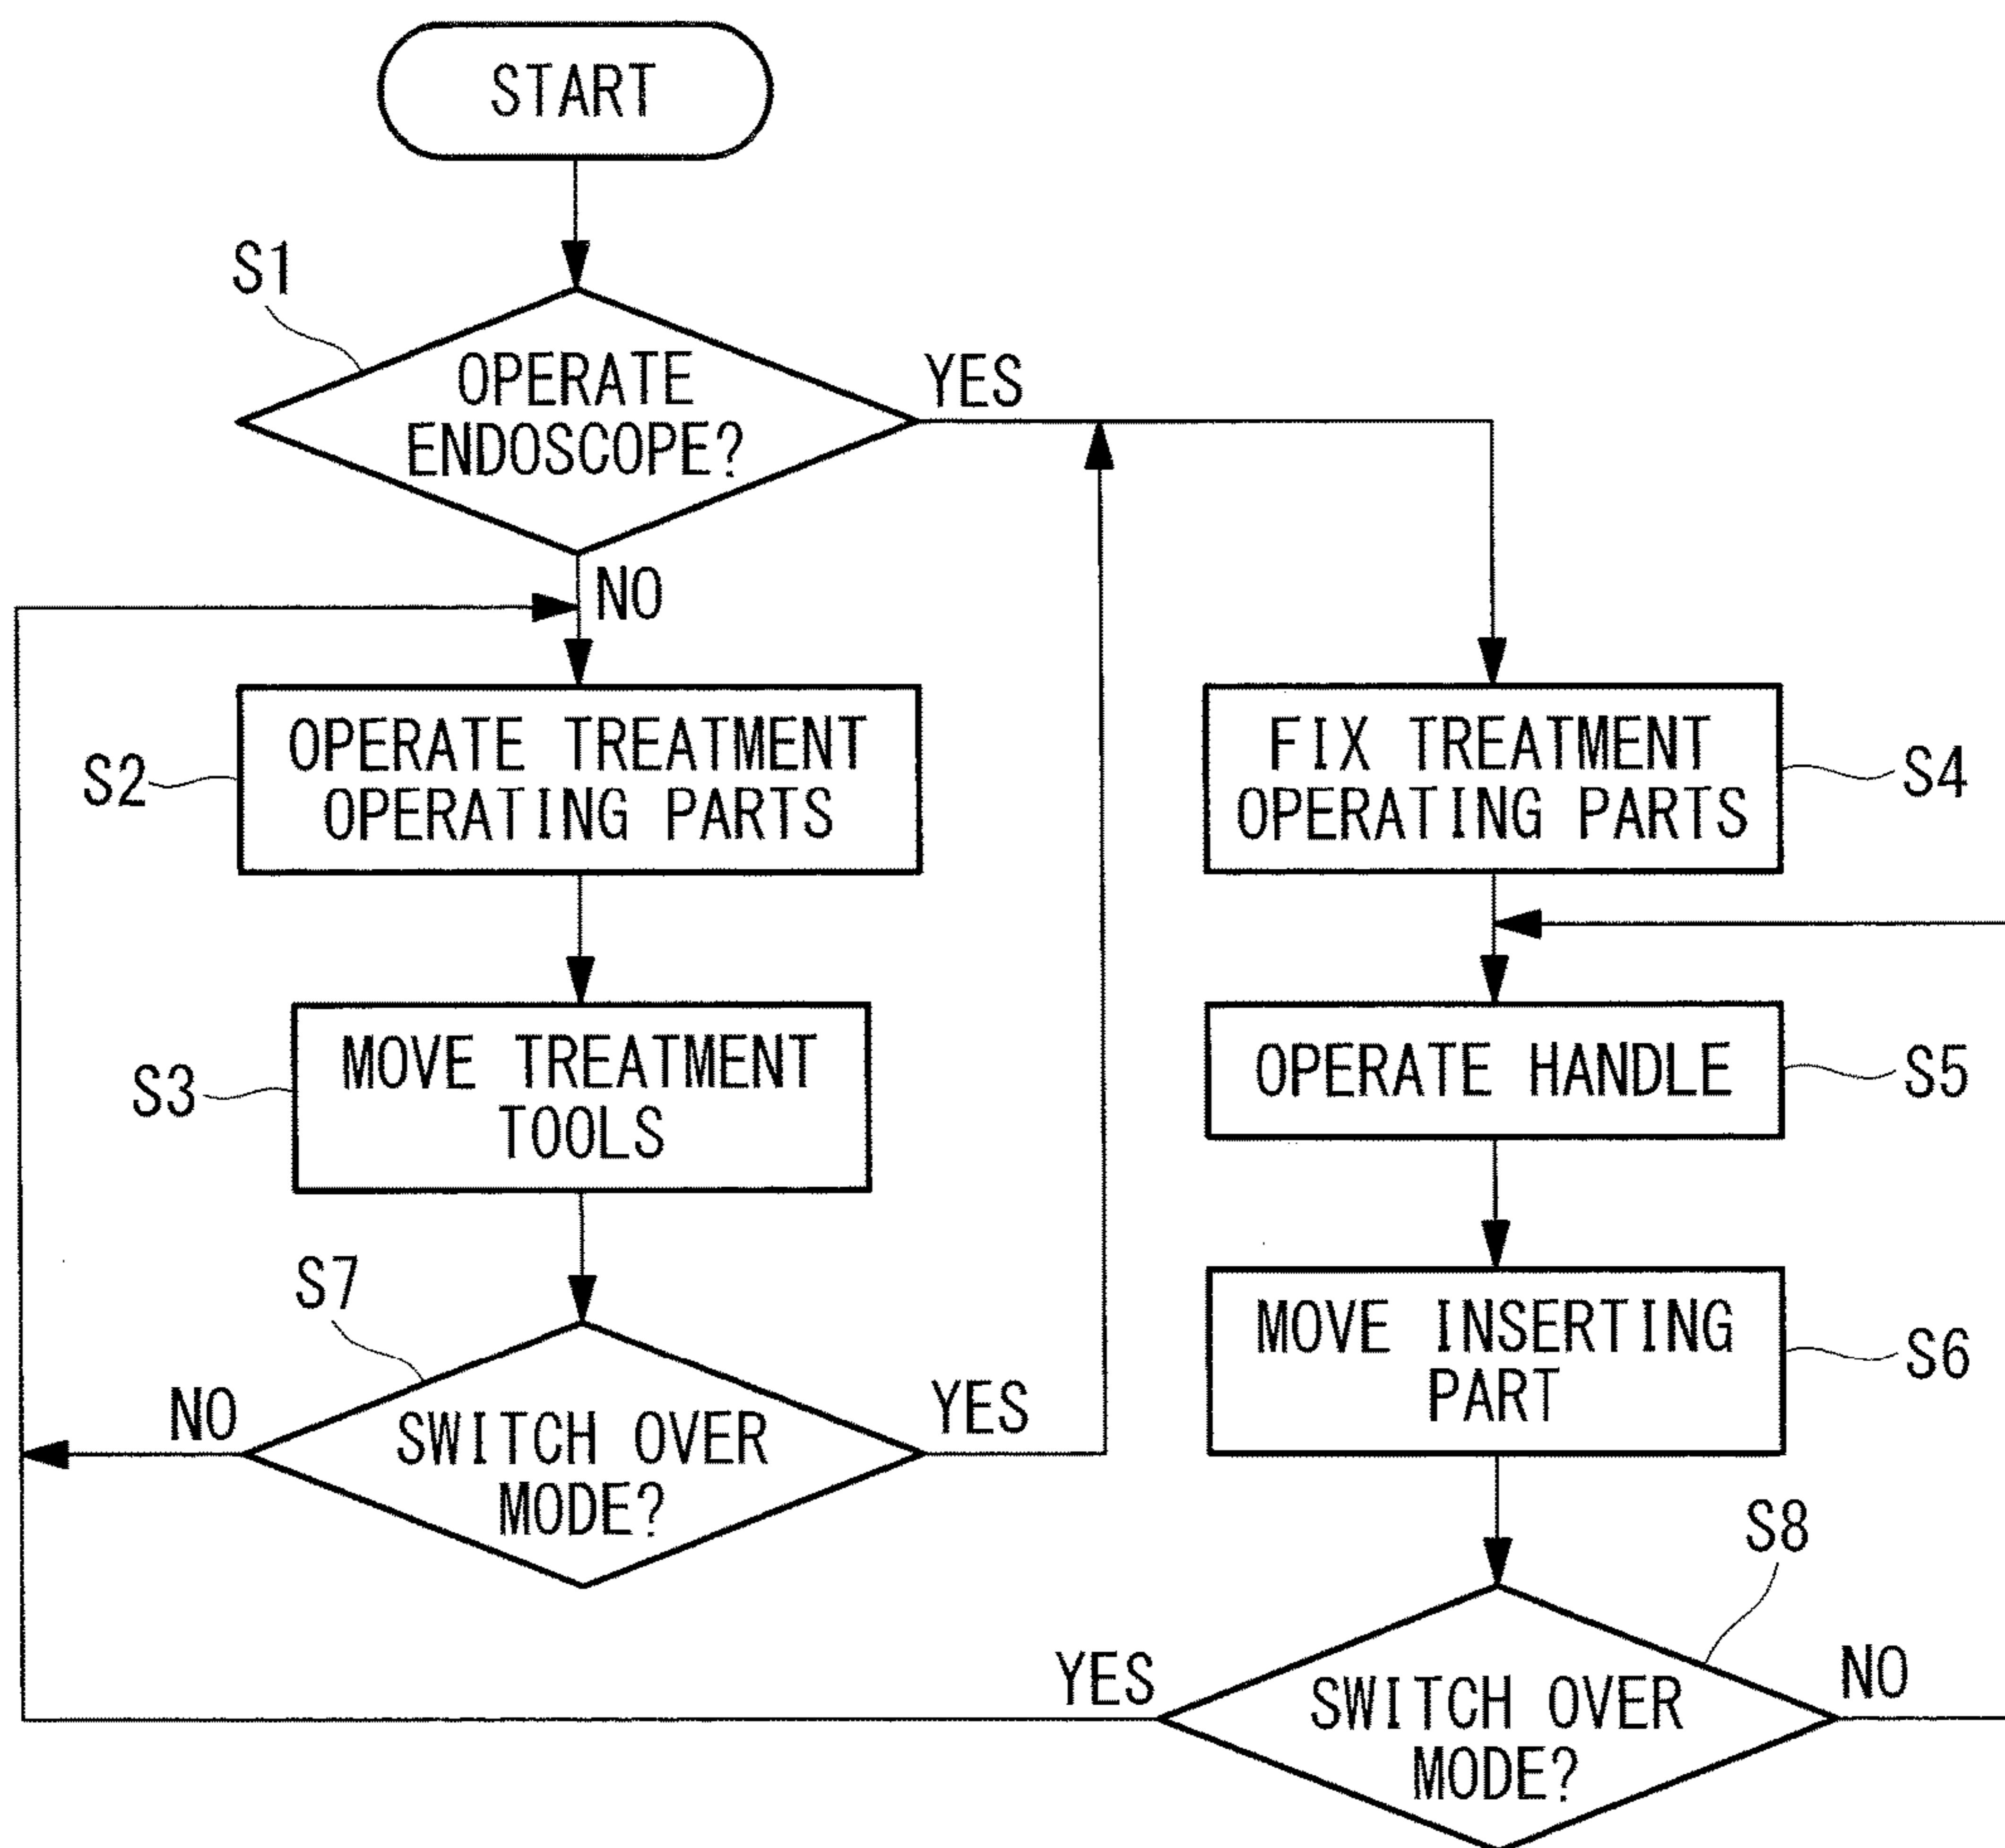 START
S1
OPERATE
ENDOSCOPE?
YES
NO
S2
OPERATE TREATMENT
OPERATING PARTS
FIX TREATMENT
OPERATING PARTS
S4
S3
MOVE TREATMENT
TOOLS
OPERATE HANDLE
S5
S7
NO
SWITCH OVER
MODE?
YES
MOVE INSERTING
PART
S6
S8
YES
SWITCH OVER
MODE?
NO